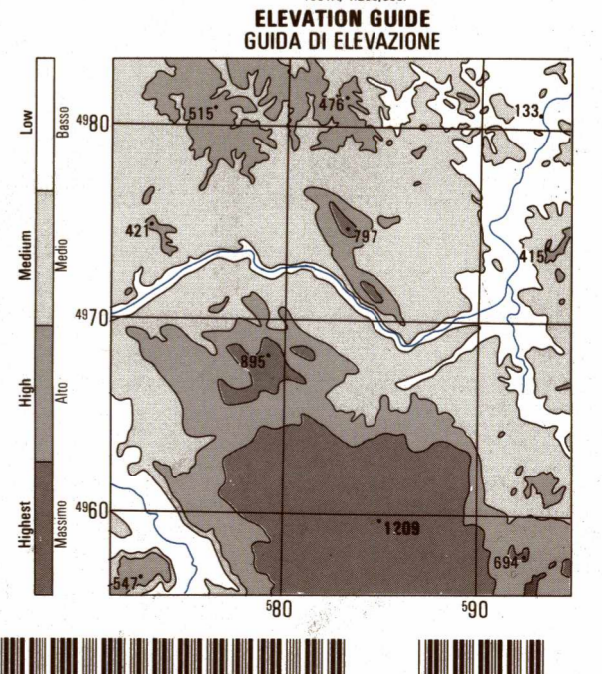 ELEVATION GUIDE
GUIDA DI ELEVAZIONE
Low
Basso
Medium
Medio
High
Alto
Highest
Massimo
4980
4970
4960
580
590
515
476
133
421
797
415
895
1209
547
694